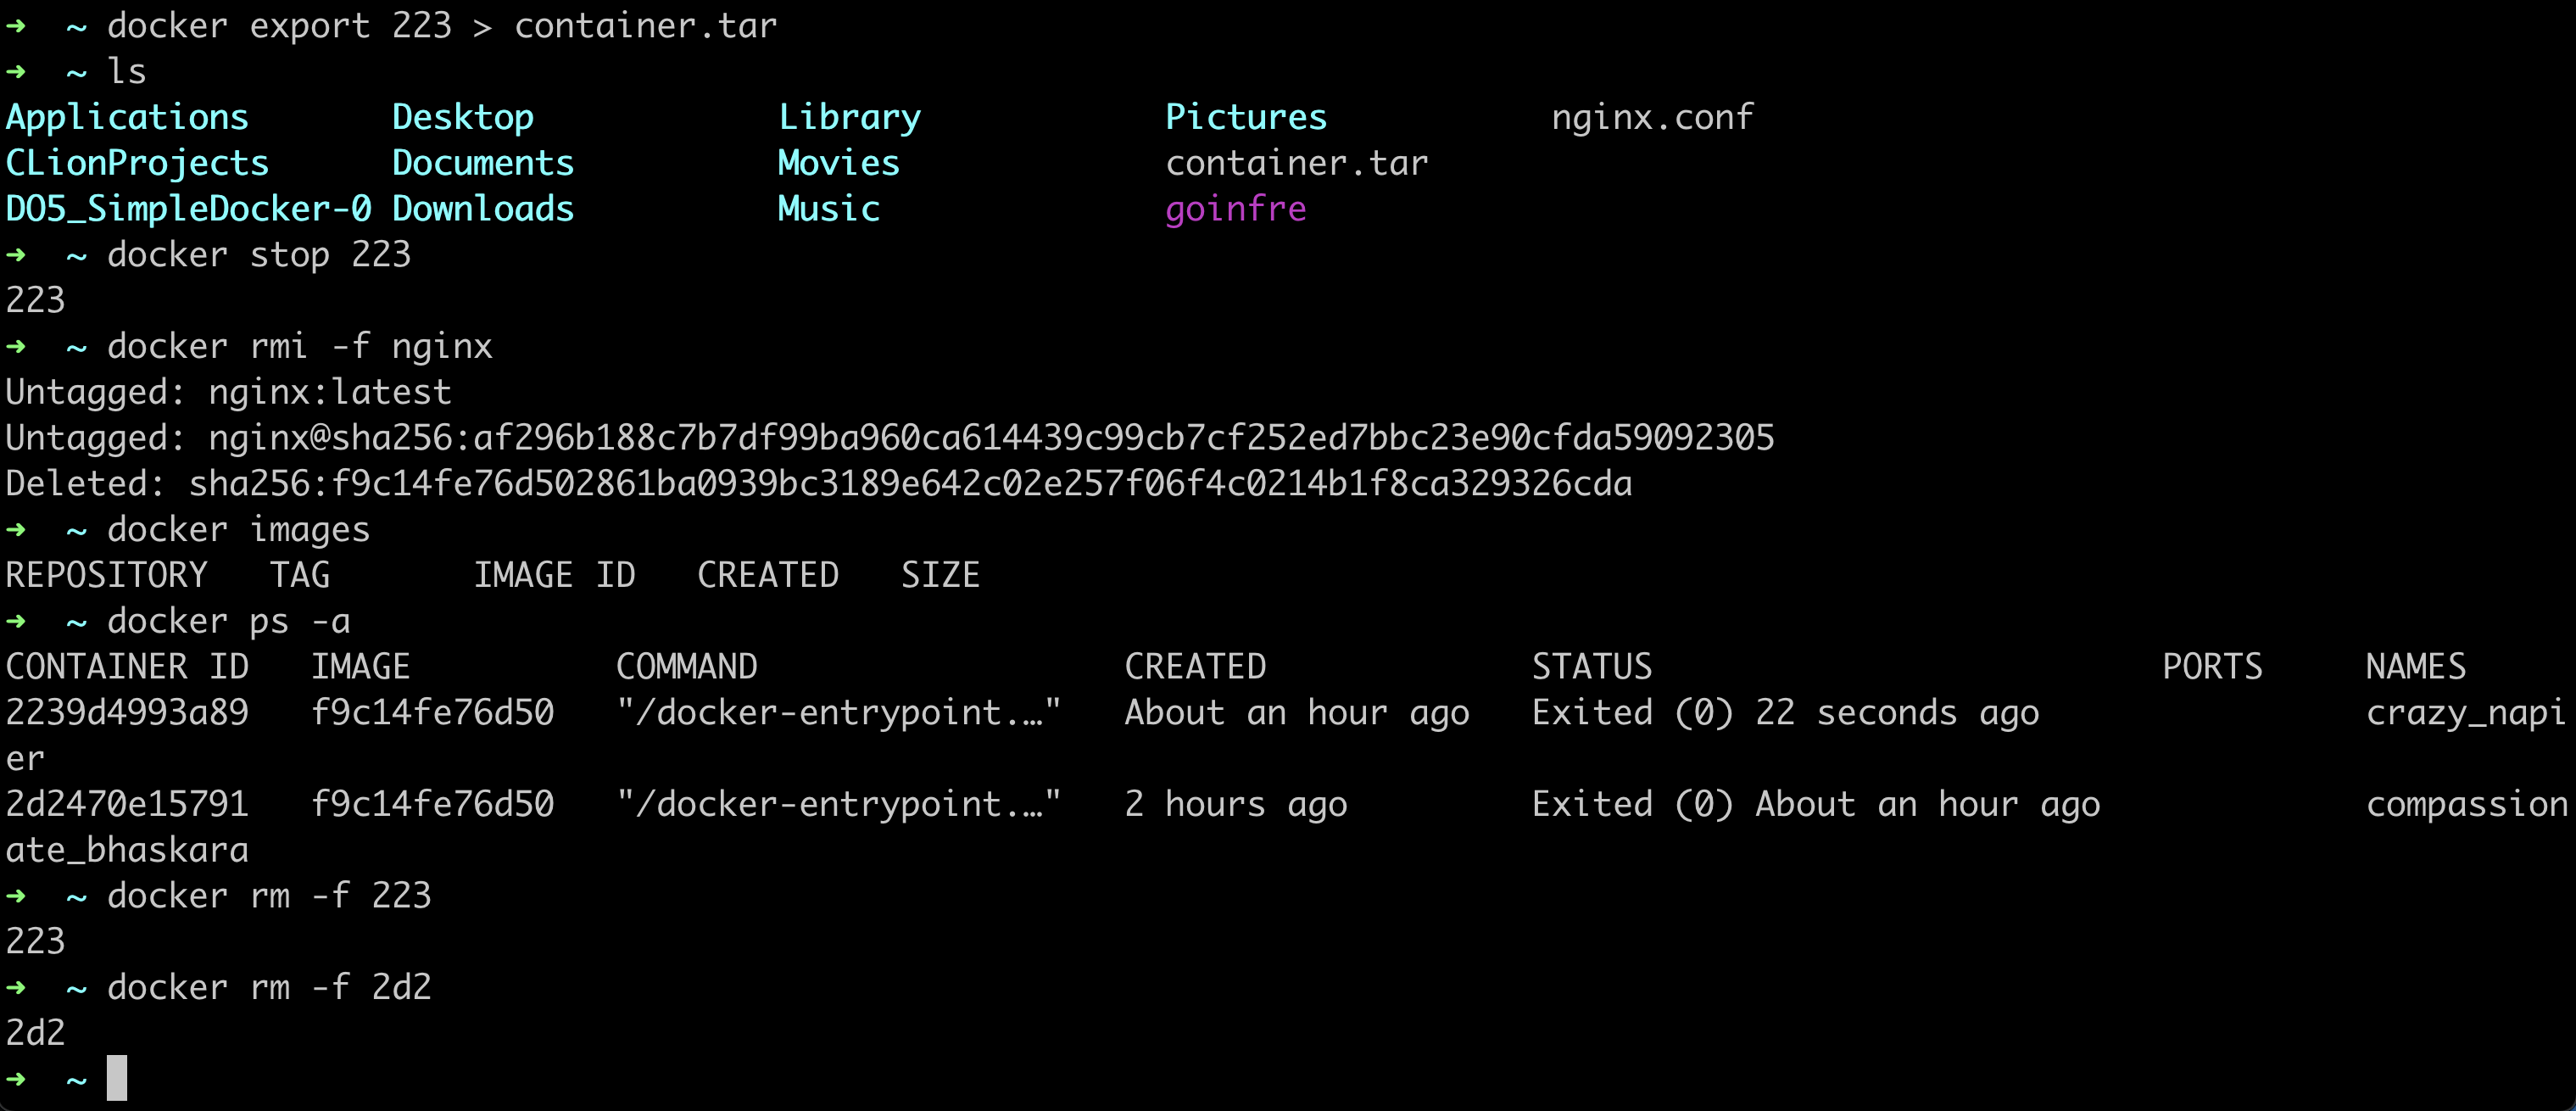 ➜  ~ docker export 223 > container.tar
➜  ~ ls
Applications       Desktop            Library            Pictures           nginx.conf
CLionProjects      Documents          Movies             container.tar
DO5_SimpleDocker-0 Downloads          Music              goinfre
➜  ~ docker stop 223
223
➜  ~ docker rmi -f nginx
Untagged: nginx:latest
Untagged: nginx@sha256:af296b188c7b7df99ba960ca614439c99cb7cf252ed7bbc23e90cfda59092305
Deleted: sha256:f9c14fe76d502861ba0939bc3189e642c02e257f06f4c0214b1f8ca329326cda
➜  ~ docker images
REPOSITORY   TAG       IMAGE ID   CREATED   SIZE
➜  ~ docker ps -a
CONTAINER ID   IMAGE          COMMAND                  CREATED             STATUS                         PORTS     NAMES
2239d4993a89   f9c14fe76d50   "/docker-entrypoint.…"   About an hour ago   Exited (0) 22 seconds ago                crazy_napi
er
2d2470e15791   f9c14fe76d50   "/docker-entrypoint.…"   2 hours ago         Exited (0) About an hour ago             compassion
ate_bhaskara
➜  ~ docker rm -f 223
223
➜  ~ docker rm -f 2d2
2d2
➜  ~